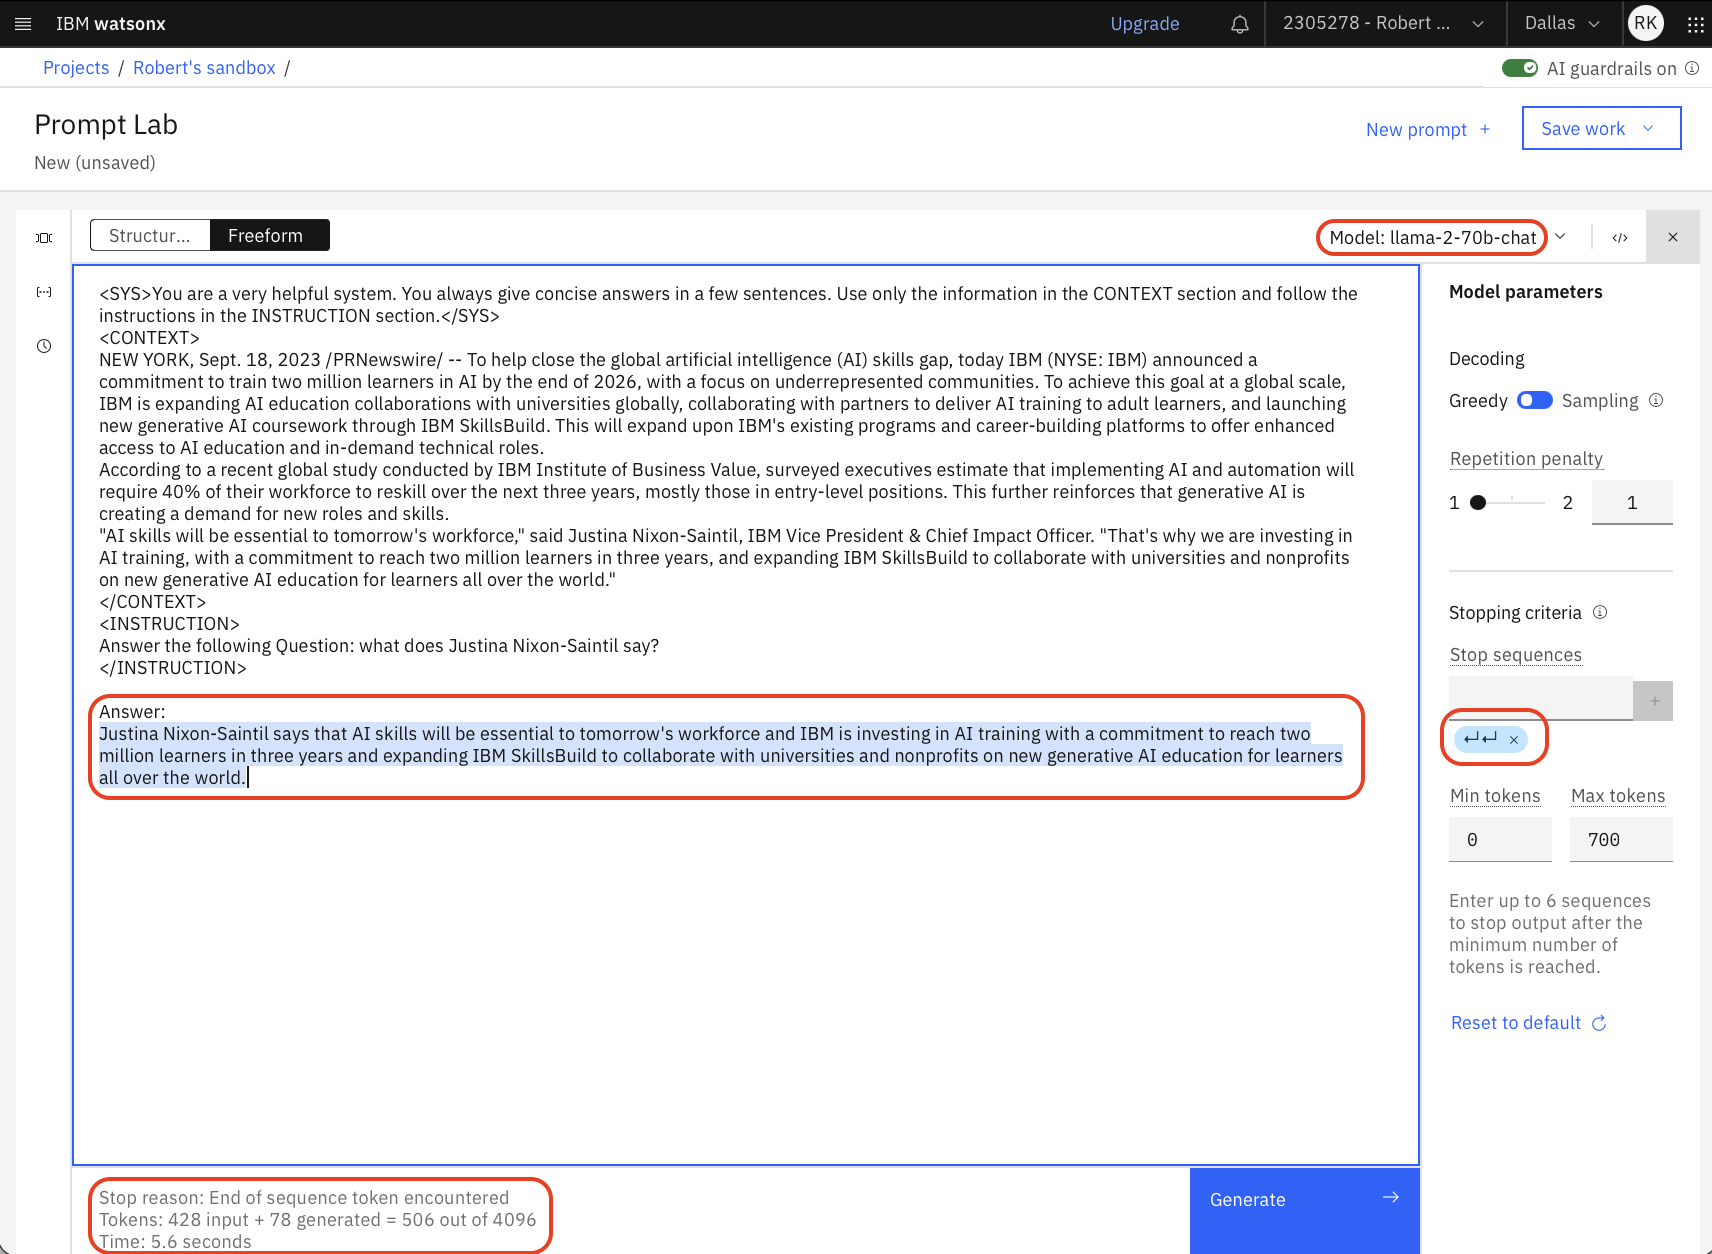 IBM watsonx
Upgrade
2305278 - Robert ...
Dallas
RK
Projects / Robert's sandbox /
AI guardrails on
Prompt Lab
New (unsaved)
New prompt +
Save work
Structur...
Freeform
Model: llama-2-70b-chat
</>
<SYS>You are a very helpful system. You always give concise answers in a few sentences. Use only the information in the CONTEXT section and follow the
instructions in the INSTRUCTION section.</SYS>
<CONTEXT>
NEW YORK, Sept. 18, 2023 /PRNewswire/ -- To help close the global artificial intelligence (AI) skills gap, today IBM (NYSE: IBM) announced a
commitment to train two million learners in AI by the end of 2026, with a focus on underrepresented communities. To achieve this goal at a global scale,
IBM is expanding AI education collaborations with universities globally, collaborating with partners to deliver AI training to adult learners, and launching
new generative AI coursework through IBM SkillsBuild. This will expand upon IBM's existing programs and career-building platforms to offer enhanced
access to AI education and in-demand technical roles.
According to a recent global study conducted by IBM Institute of Business Value, surveyed executives estimate that implementing AI and automation will
require 40% of their workforce to reskill over the next three years, mostly those in entry-level positions. This further reinforces that generative AI is
creating a demand for new roles and skills.
"AI skills will be essential to tomorrow's workforce," said Justina Nixon-Saintil, IBM Vice President & Chief Impact Officer. "That's why we are investing in
AI training, with a commitment to reach two million learners in three years, and expanding IBM SkillsBuild to collaborate with universities and nonprofits
on new generative AI education for learners all over the world."
</CONTEXT>
<INSTRUCTION>
Answer the following Question: what does Justina Nixon-Saintil say?
</INSTRUCTION>
Answer:
Justina Nixon-Saintil says that AI skills will be essential to tomorrow's workforce and IBM is investing in AI training with a commitment to reach two
million learners in three years and expanding IBM SkillsBuild to collaborate with universities and nonprofits on new generative AI education for learners
all over the world.
Stop reason: End of sequence token encountered
Tokens: 428 input + 78 generated = 506 out of 4096
Time: 5.6 seconds
Generate
Model parameters
Decoding
Greedy
Sampling
Repetition penalty
1
2
1
Stopping criteria
Stop sequences
+
↵↵ ×
Min tokens
Max tokens
0
700
Enter up to 6 sequences
to stop output after the
minimum number of
tokens is reached.
Reset to default